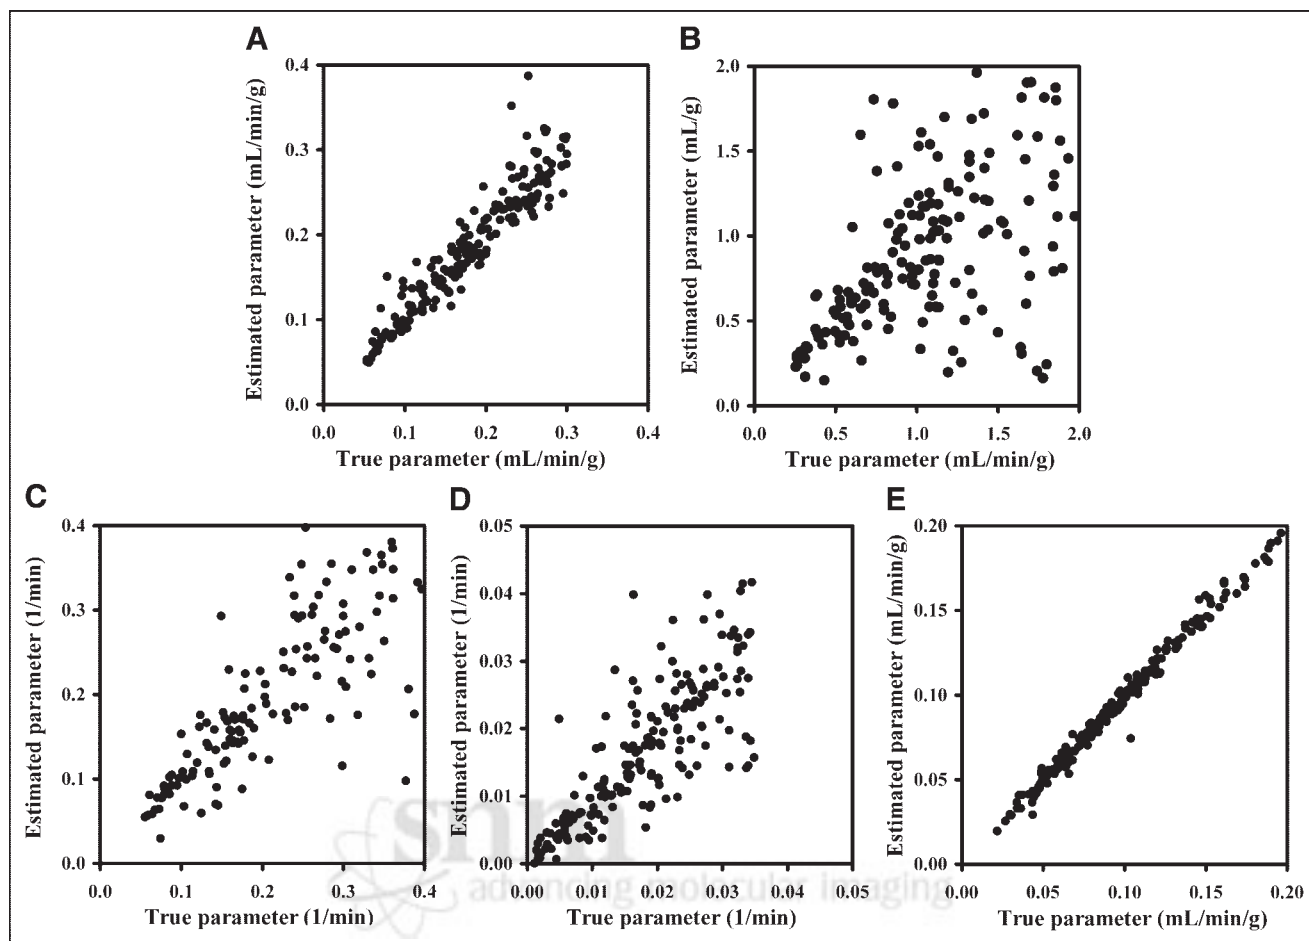 A
B
0.4
0.3
0.2
0.1
0.0
Estimated parameter (mL/min/g)
0.0 0.1 0.2 0.3 0.4
True parameter (mL/min/g)
2.0
1.5
1.0
0.5
0.0
Estimated parameter (mL/g)
0.0 0.5 1.0 1.5 2.0
True parameter (mL/min/g)
C
D
E
0.4
0.3
0.2
0.1
0.0
Estimated parameter (1/min)
0.0 0.1 0.2 0.3 0.4
True parameter (1/min)
0.05
0.04
0.03
0.02
0.01
0.00
Estimated parameter (1/min)
0.00 0.01 0.02 0.03 0.04 0.05
True parameter (1/min)
0.20
0.15
0.10
0.05
0.00
Estimated parameter (mL/min/g)
0.00 0.05 0.10 0.15 0.20
True parameter (mL/min/g)
snm
advancing molecular imaging